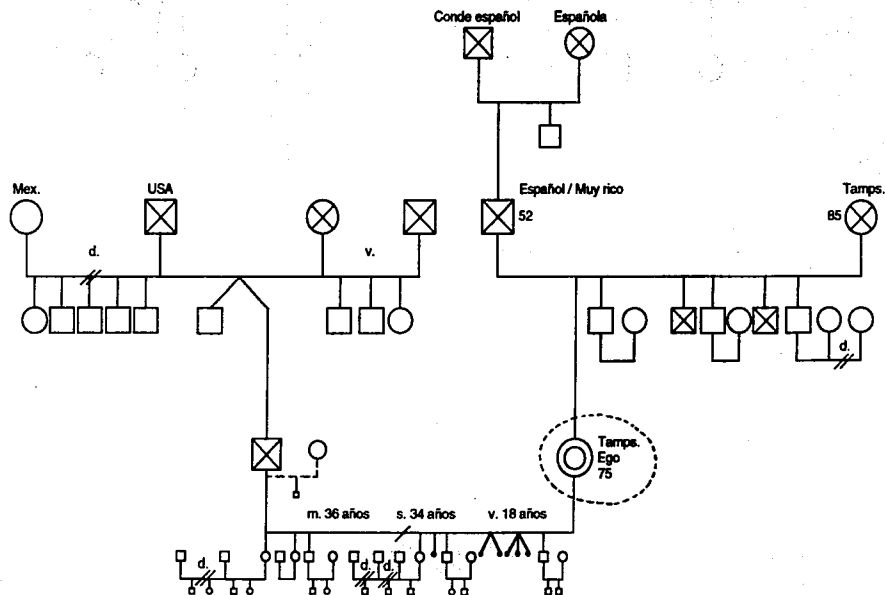 Conde español
Española
Mex.
USA
Español / Muy rico
52
Tamps.
85
d.
v.
d.
Tamps.
Ego
75
m. 36 años
s. 34 años
v. 18 años
d.
d.
d.